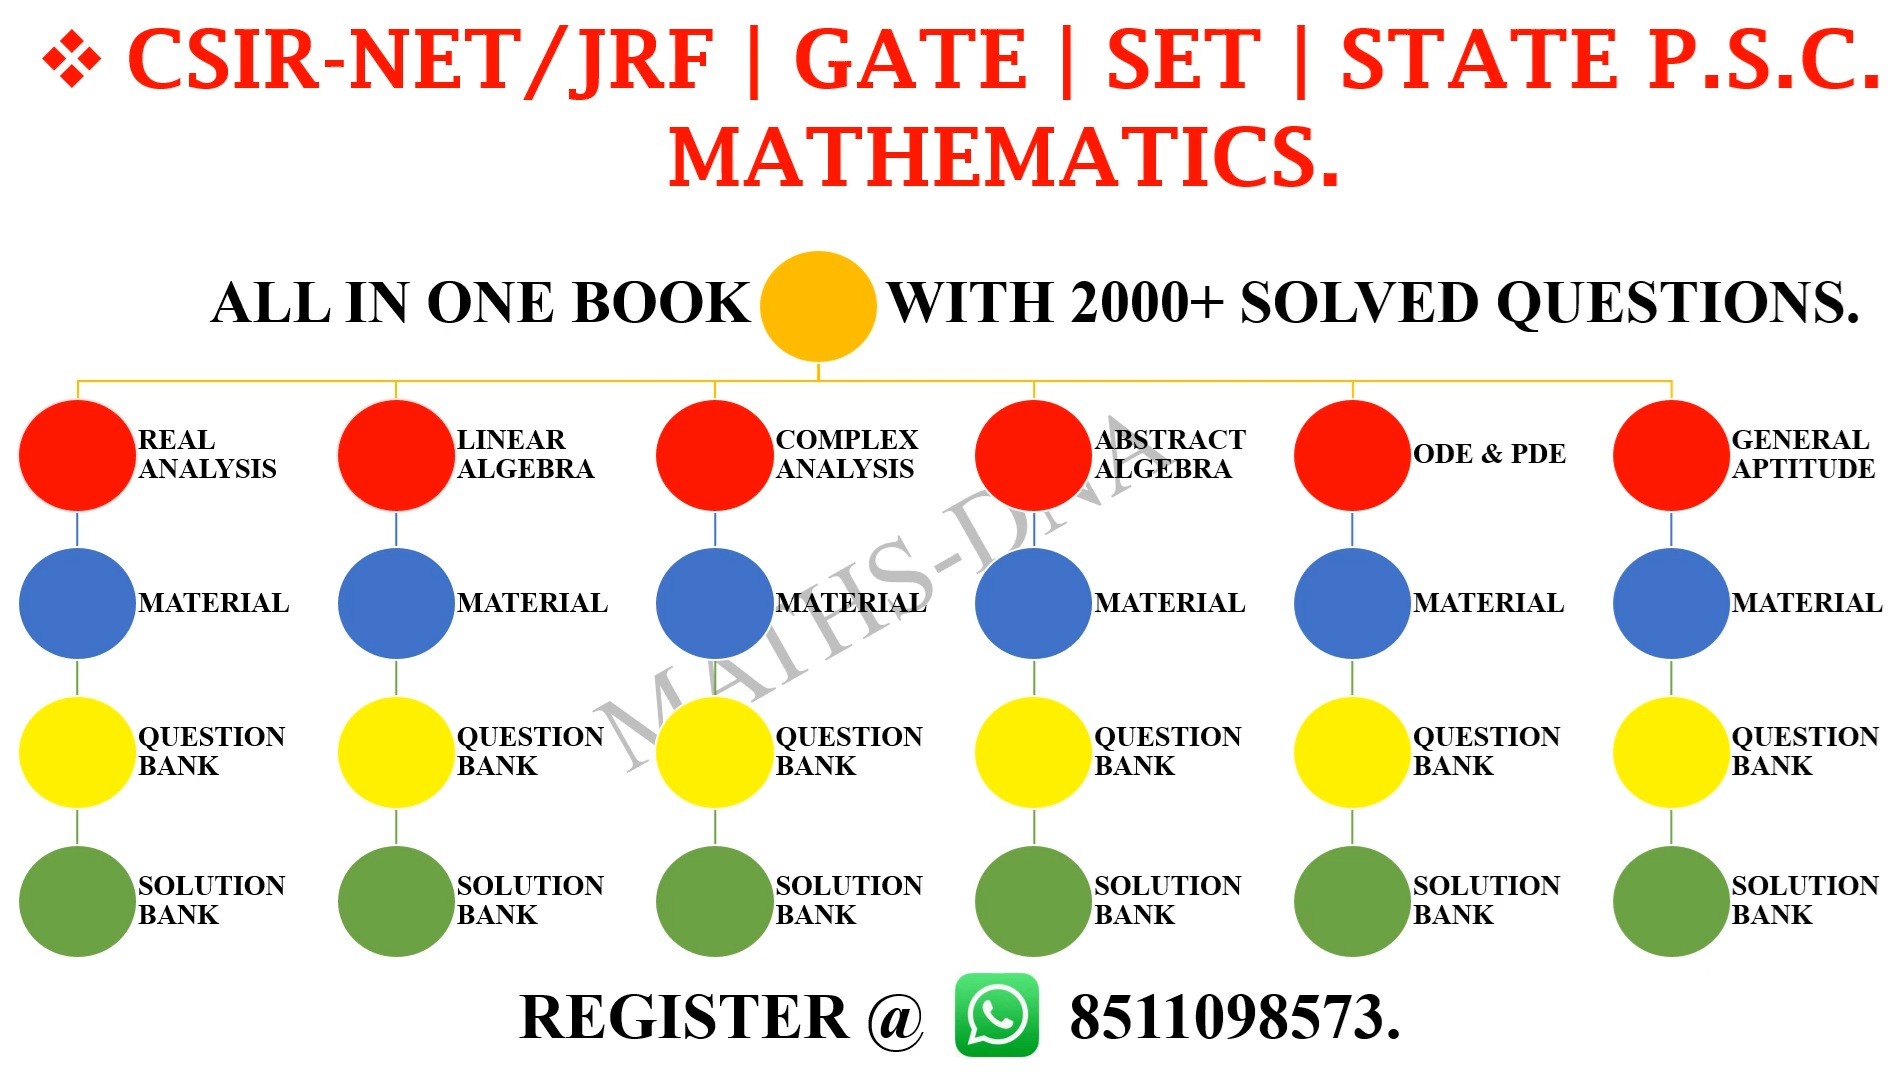 ❖ CSIR-NET/JRF | GATE | SET | STATE P.S.C.
MATHEMATICS.
ALL IN ONE BOOK WITH 2000+ SOLVED QUESTIONS.
REAL
ANALYSIS
LINEAR
ALGEBRA
COMPLEX
ANALYSIS
ABSTRACT
ALGEBRA
ODE & PDE
GENERAL
APTITUDE
MATERIAL
MATERIAL
MATERIAL
MATERIAL
MATERIAL
MATERIAL
QUESTION
BANK
QUESTION
BANK
QUESTION
BANK
QUESTION
BANK
QUESTION
BANK
QUESTION
BANK
SOLUTION
BANK
SOLUTION
BANK
SOLUTION
BANK
SOLUTION
BANK
SOLUTION
BANK
SOLUTION
BANK
MATHS-DNA
REGISTER @ 8511098573.